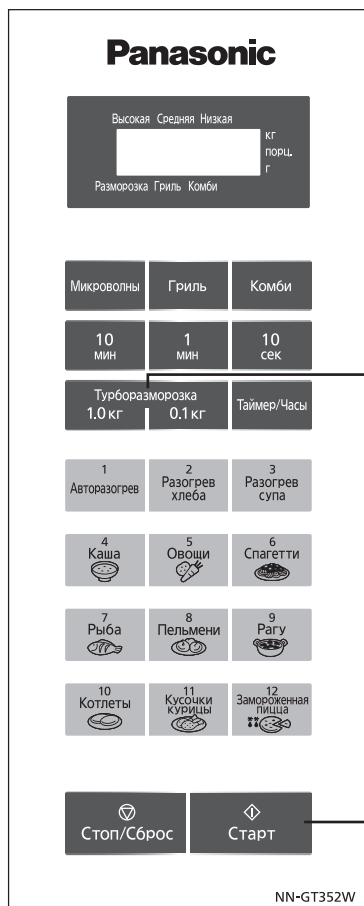 Panasonic
Высокая Средняя Низкая
кг
порц.
г
Разморозка Гриль Комби
Микроволны Гриль Комби
10 1 10
мин мин сек
Турборазморозка
1.0 кг 0.1 кг Таймер/Часы
1 2 3
Авторазогрев Разогрев Разогрев
хлеба супа
4 5 6
Каша Овощи Спагетти
7 8 9
Рыба Пельмени Рагу
10 11 12
Котлеты Кусочки Замороженная
курицы пицца
Стоп/Сброс Старт
NN-GT352W